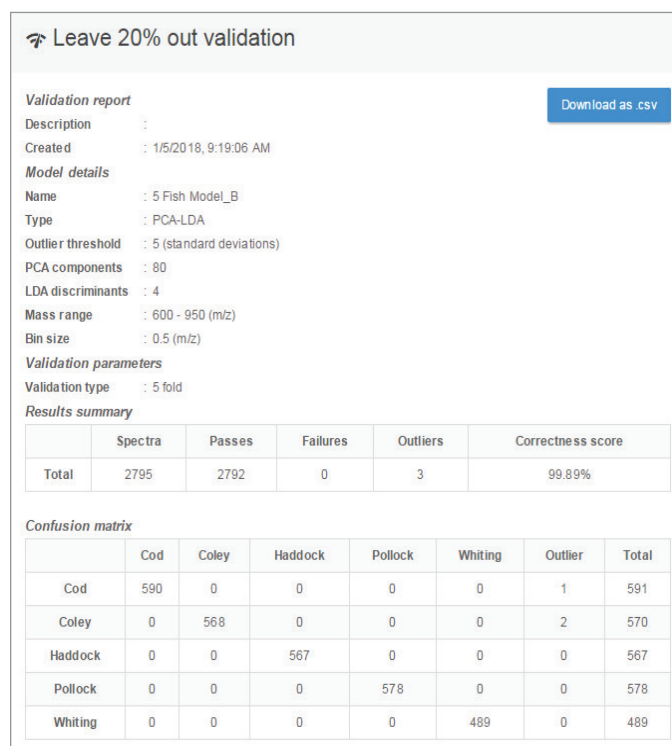 Leave 20% out validation
Validation report
Download as .csv
Description :
Created : 1/5/2018, 9:19:06 AM
Model details
Name : 5 Fish Model_B
Type : PCA-LDA
Outlier threshold : 5 (standard deviations)
PCA components : 80
LDA discriminants : 4
Mass range : 600 - 950 (m/z)
Bin size : 0.5 (m/z)
Validation parameters
Validation type : 5 fold
Results summary
Spectra Passes Failures Outliers Correctness score
Total 2795 2792 0 3 99.89%
Confusion matrix
Cod Coley Haddock Pollock Whiting Outlier Total
Cod 590 0 0 0 0 1 591
Coley 0 568 0 0 0 2 570
Haddock 0 0 567 0 0 0 567
Pollock 0 0 0 578 0 0 578
Whiting 0 0 0 0 489 0 489